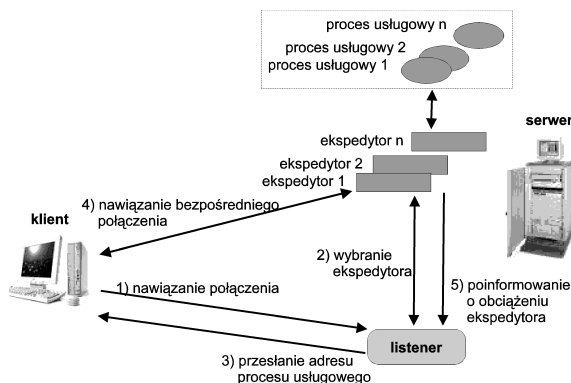 proces usługowy n
proces usługowy 2
proces usługowy 1
serwer
ekspedytor n
ekspedytor 2
ekspedytor 1
4) nawiązanie bezpośredniego
połączenia
klient
2) wybranie
ekspedytora
5) poinformowanie
o obciążeniu
ekspedytora
1) nawiązanie połączenia
listener
3) przesłanie adresu
procesu usługowego